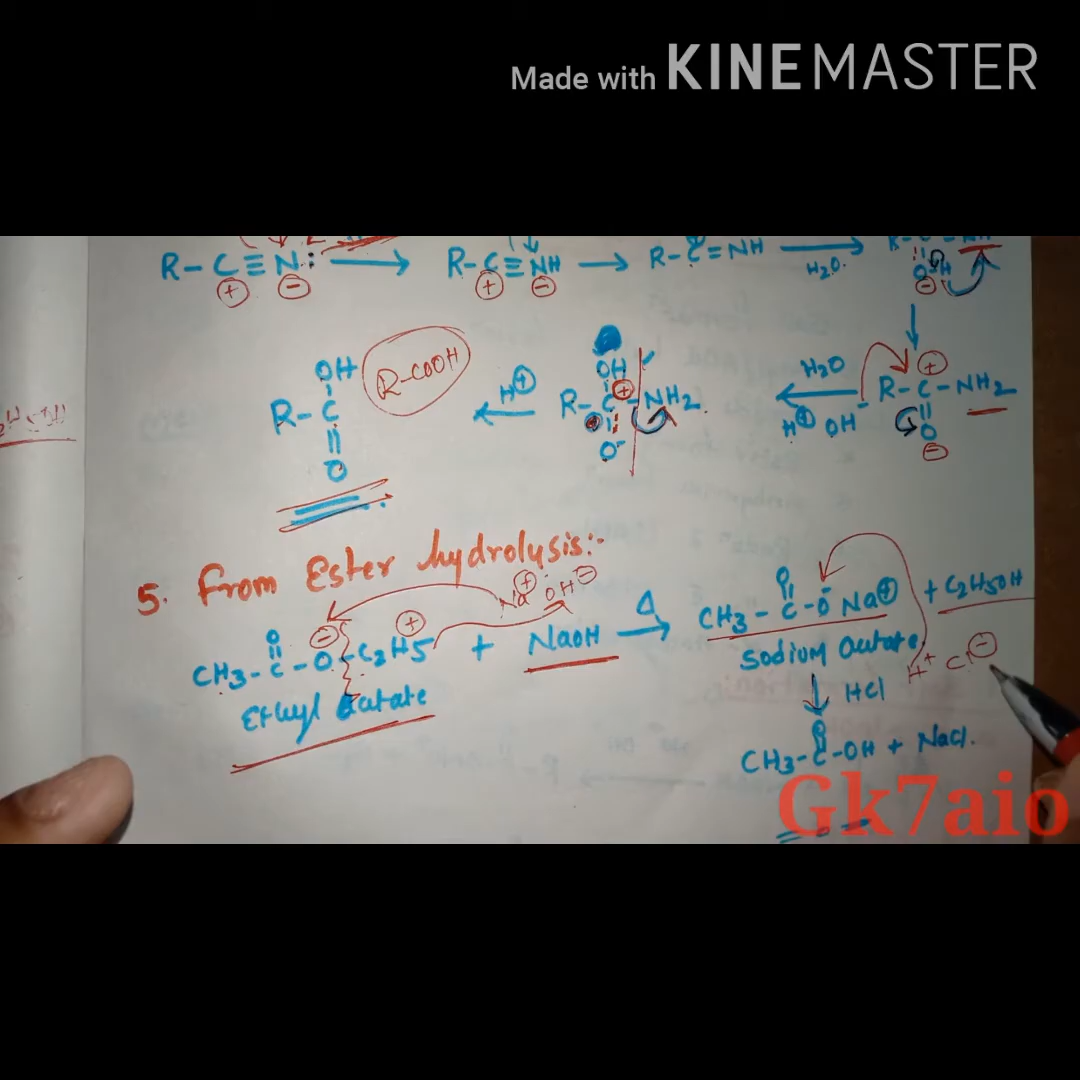 Made with KINEMASTER
R-C≡N: → R-C≡NH → R-C=NH → H2O
⊕ ⊖ ⊕ ⊖ ⊖
OH R-COOH OH H2O ⊕
R-C H⊕ R-C-NH2 H⊕ OH⁻ R-C-NH2
O O⁻ O
⊖
5. From Ester hydrolysis:-
Na⊕ OH⊖
O ⊖ ⊕ Δ O
CH3-C-O-C2H5 + NaOH → CH3-C-O⁻Na⊕ + C2H5OH
Ethyl acetate Sodium acetate H⁺ Cl⊖
↓ HCl
O
CH3-C-OH + NaCl.
Gk7aio